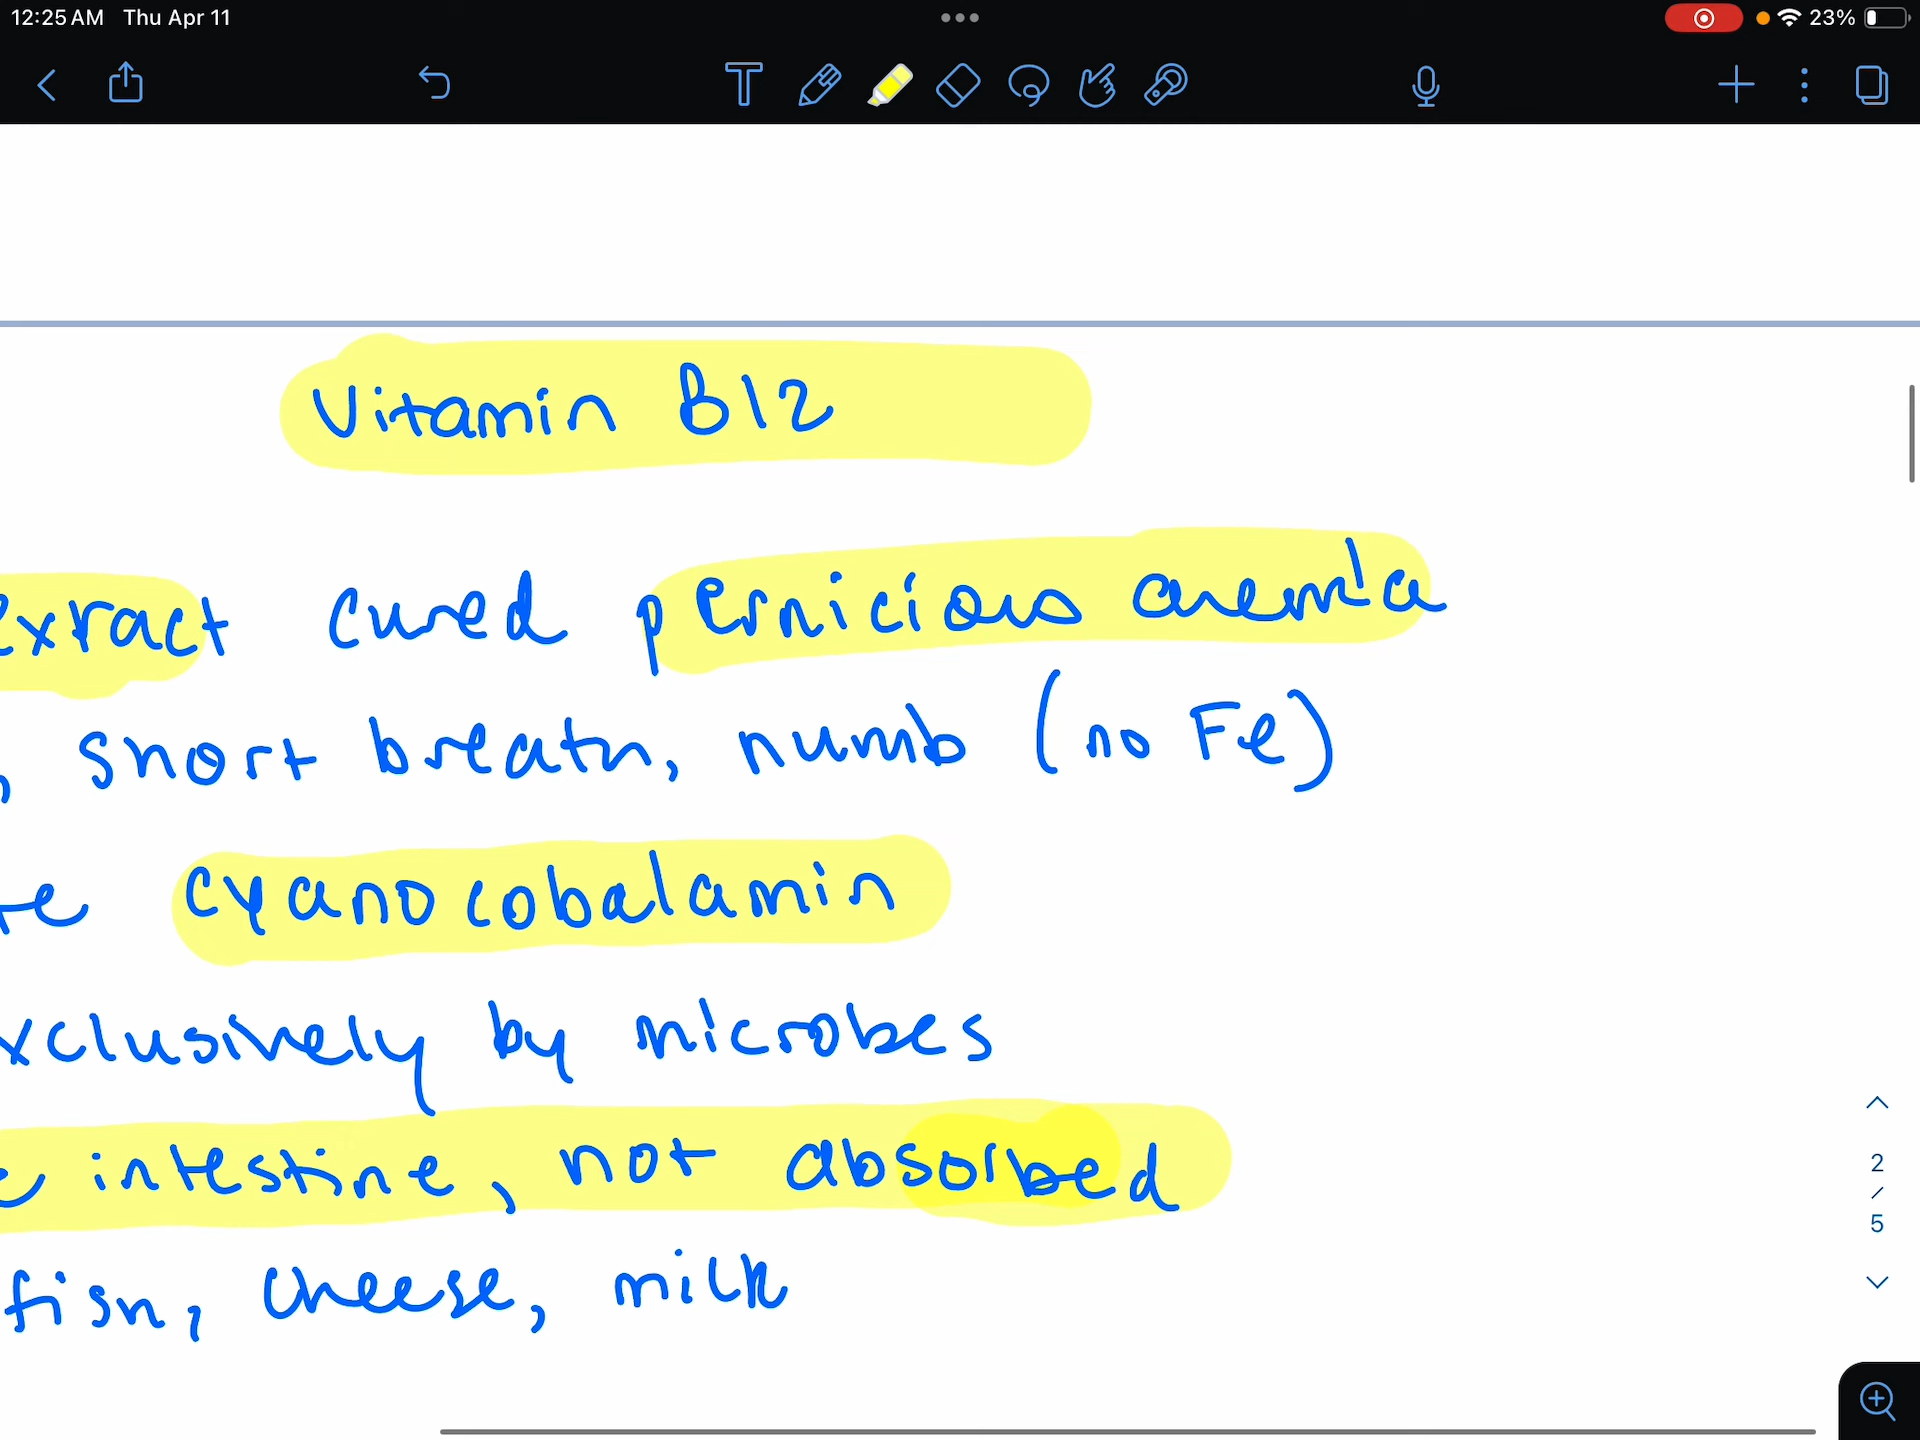 12:25 AM Thu Apr 11
23%
Vitamin B12
extract cured pernicious anemia
, short breath, numb (no Fe)
cyanocobalamin
xclusively by microbes
e intestine, not absorbed
fish, cheese, milk
2
/
5